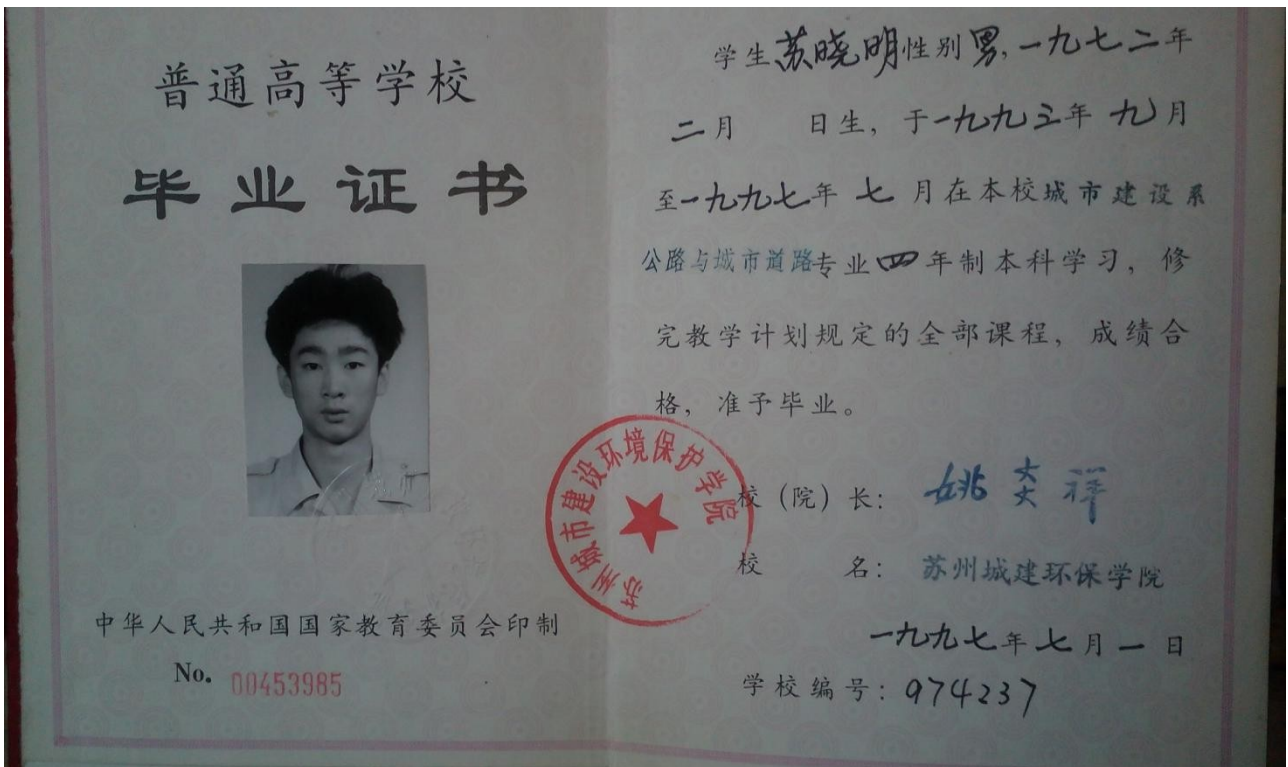 普通高等学校
毕业证书
中华人民共和国国家教育委员会印制
No. 00453985
学生苏晓明性别男,一九七二年
二月 日生，于一九九三年九月
至一九九七年七月在本校城市建设系
公路与城市道路专业四年制本科学习，修
完教学计划规定的全部课程，成绩合
格，准予毕业。
苏州城市建设环境保护学院
校（院）长：姚炎祥
校 名：苏州城建环保学院
一九九七年七月一日
学校编号：974237